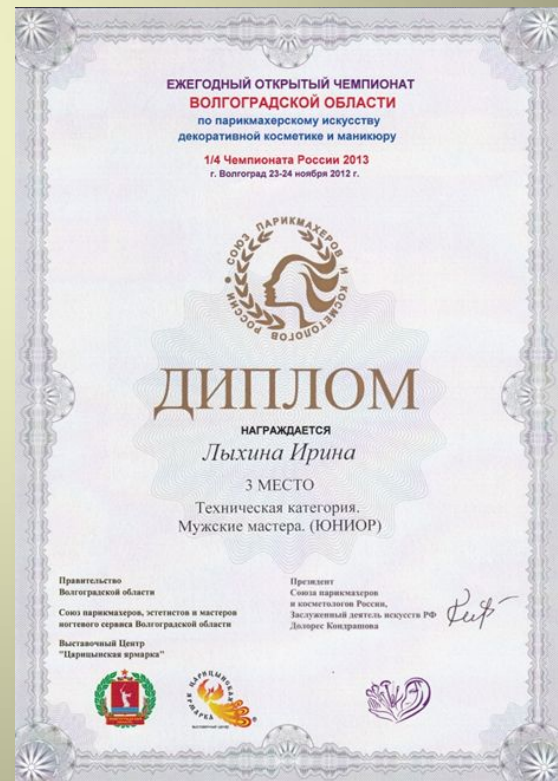 ЕЖЕГОДНЫЙ ОТКРЫТЫЙ ЧЕМПИОНАТ
ВОЛГОГРАДСКОЙ ОБЛАСТИ
по парикмахерскому искусству
декоративной косметике и маникюру
1/4 Чемпионата России 2013
г. Волгоград 23-24 ноября 2012 г.
СОЮЗ ПАРИКМАХЕРОВ И КОСМЕТОЛОГОВ РОССИИ
ДИПЛОМ
НАГРАЖДАЕТСЯ
Лыхина Ирина
3 МЕСТО
Техническая категория.
Мужские мастера. (ЮНИОР)
Правительство
Волгоградской области
Союз парикмахеров, эстетистов и мастеров
ногтевого сервиса Волгоградской области
Выставочный Центр
"Царицынская ярмарка"
Президент
Союза парикмахеров
и косметологов России,
Заслуженный деятель искусств РФ
Долорес Кондрашова
ЦАРИЦЫНСКАЯ ЯРМАРКА